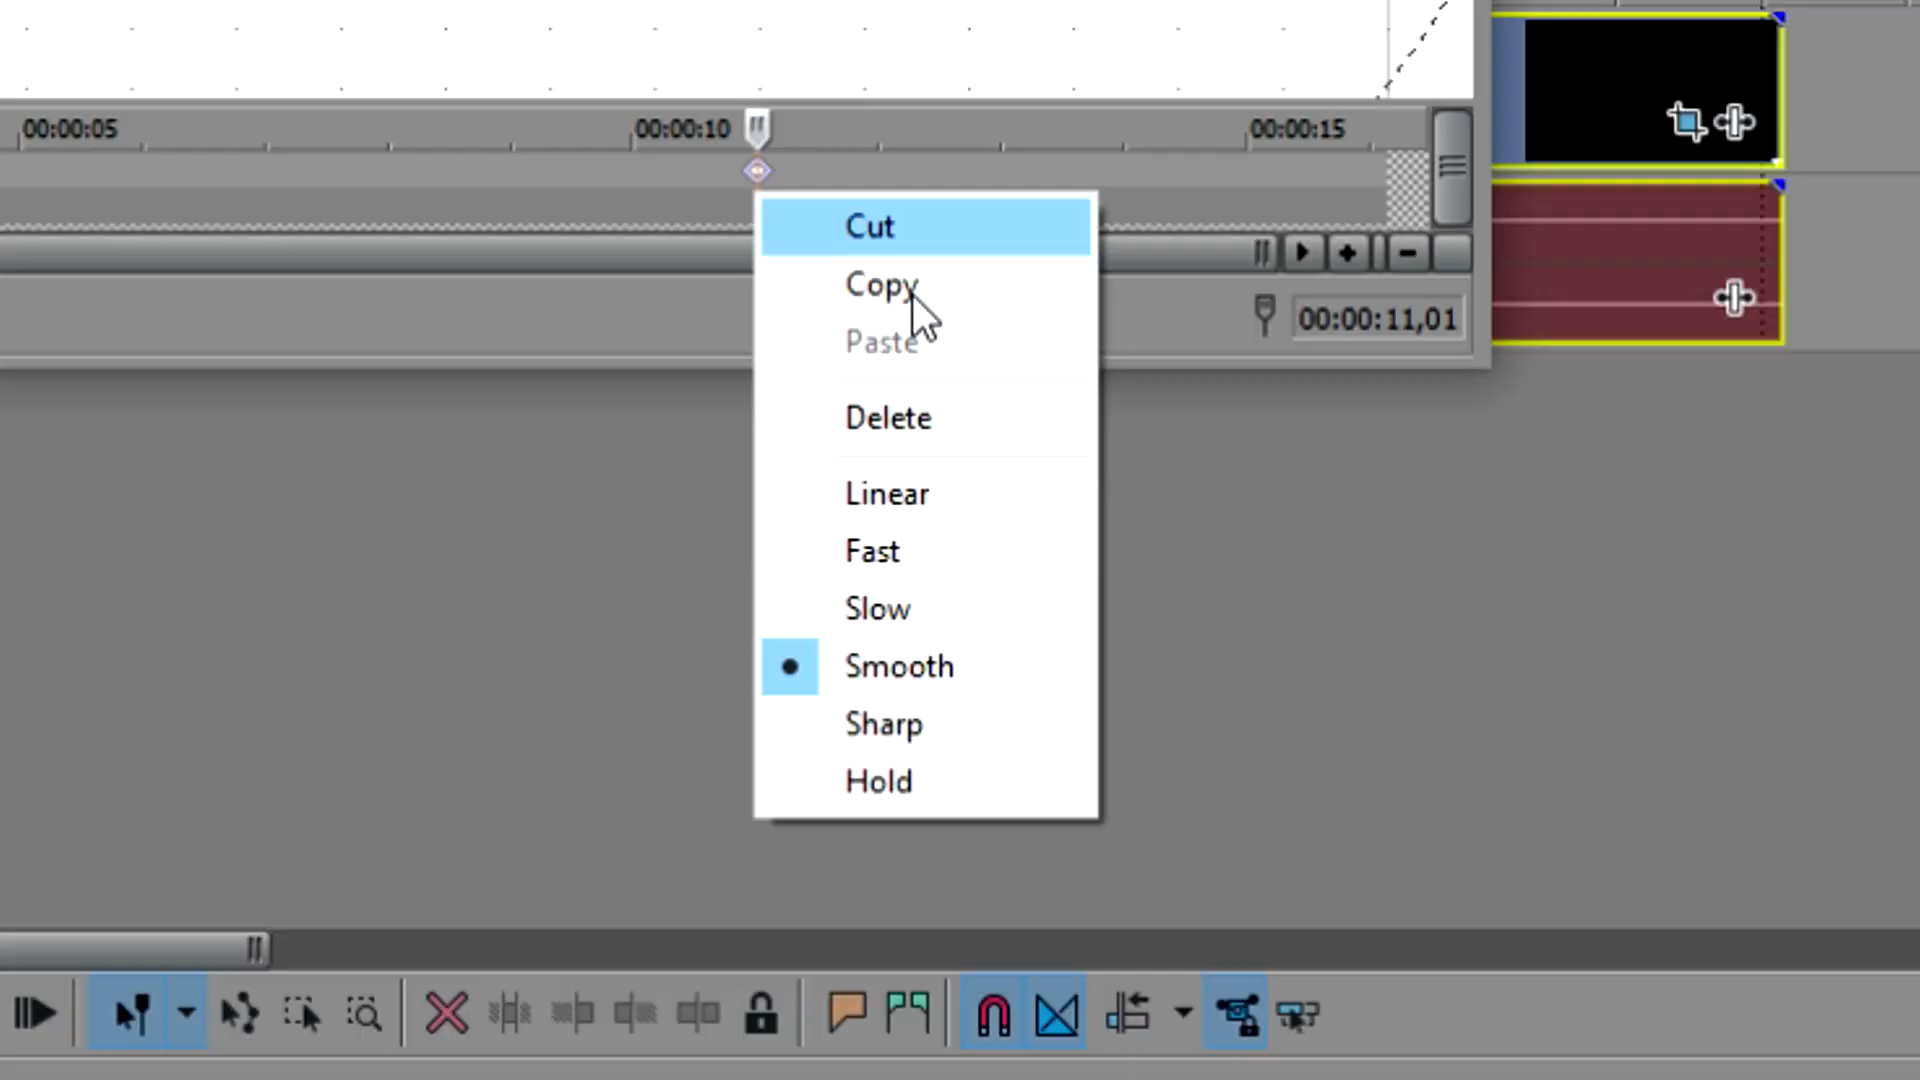 00:00:05
00:00:10
00:00:15
Cut
Copy
Paste
Delete
Linear
Fast
Slow
Smooth
Sharp
Hold
00:00:11,01